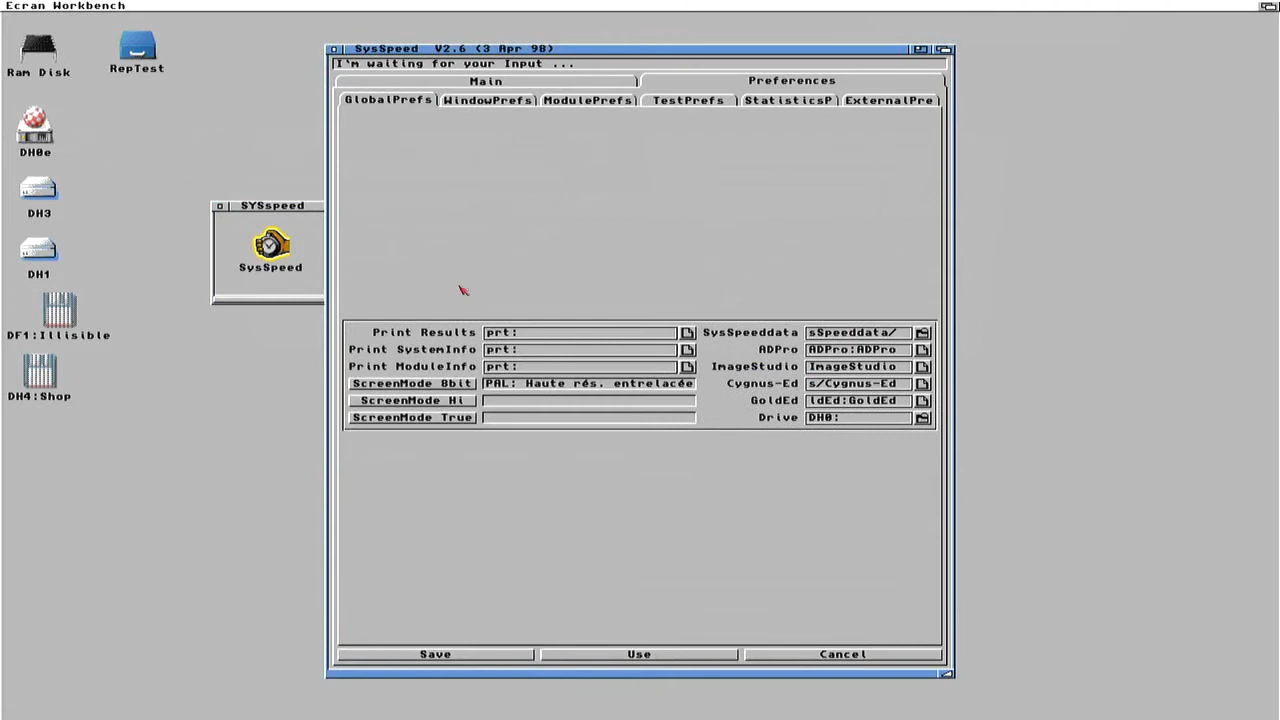 Ecran Workbench
Ram Disk
RepTest
DH0e
DH3
DH1
DF1:Illisible
DH4:Shop
SYSspeed
SysSpeed
SysSpeed V2.6 (3 Apr 98)
I'm waiting for your Input ...
Main Preferences
GlobalPrefs WindowPrefs ModulePrefs TestPrefs StatisticsP ExternalPre
Print Results prt: SysSpeeddata sSpeeddata/
Print SystemInfo prt: ADPro ADPro:ADPro
Print ModuleInfo prt: ImageStudio ImageStudio
ScreenMode 8bit PAL: Haute rés. entrelacée Cygnus-Ed s/Cygnus-Ed
ScreenMode Hi GoldEd ldEd:GoldEd
ScreenMode True Drive DH0:
Save Use Cancel